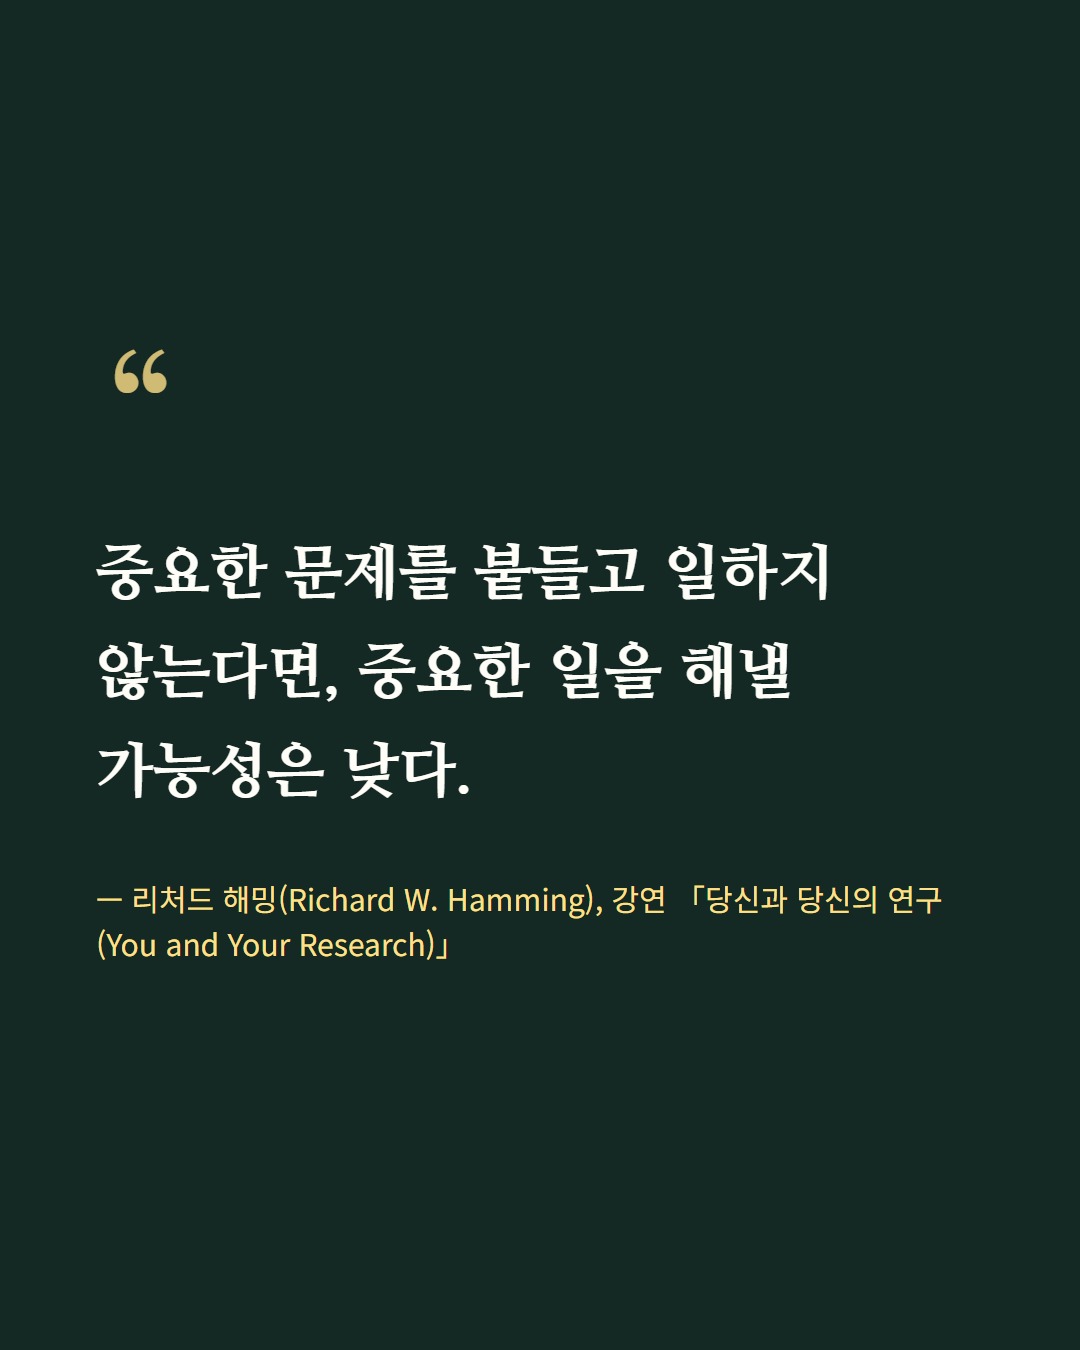 “
중요한 문제를 붙들고 일하지
않는다면, 중요한 일을 해낼
가능성은 낮다.
— 리처드 해밍(Richard W. Hamming), 강연 「당신과 당신의 연구
(You and Your Research)」